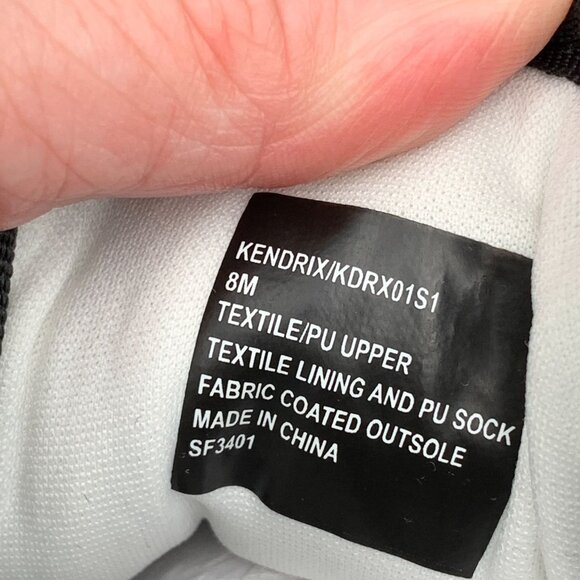 KENDRIX/KDRX01S1
8M
TEXTILE/PU UPPER
TEXTILE LINING AND PU SOCK
FABRIC COATED OUTSOLE
MADE IN CHINA
SF3401